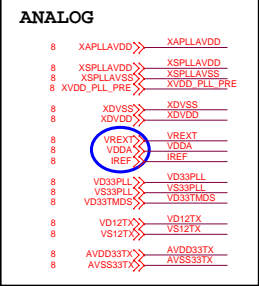 ANALOG
8 XAPLLAVDD XAPLLAVDD
8 XSPLLAVDD XSPLLAVDD
8 XSPLLAVSS XSPLLAVSS
8 XVDD_PLL_PRE XVDD_PLL_PRE
8 XDVSS XDVSS
8 XDVDD XDVDD
8 VREXT VREXT
8 VDDA VDDA
8 IREF IREF
8 VD33PLL VD33PLL
8 VS33PLL VS33PLL
8 VD33TMDS VD33TMDS
8 VD12TX VD12TX
8 VS12TX VS12TX
8 AVDD33TX AVDD33TX
8 AVSS33TX AVSS33TX